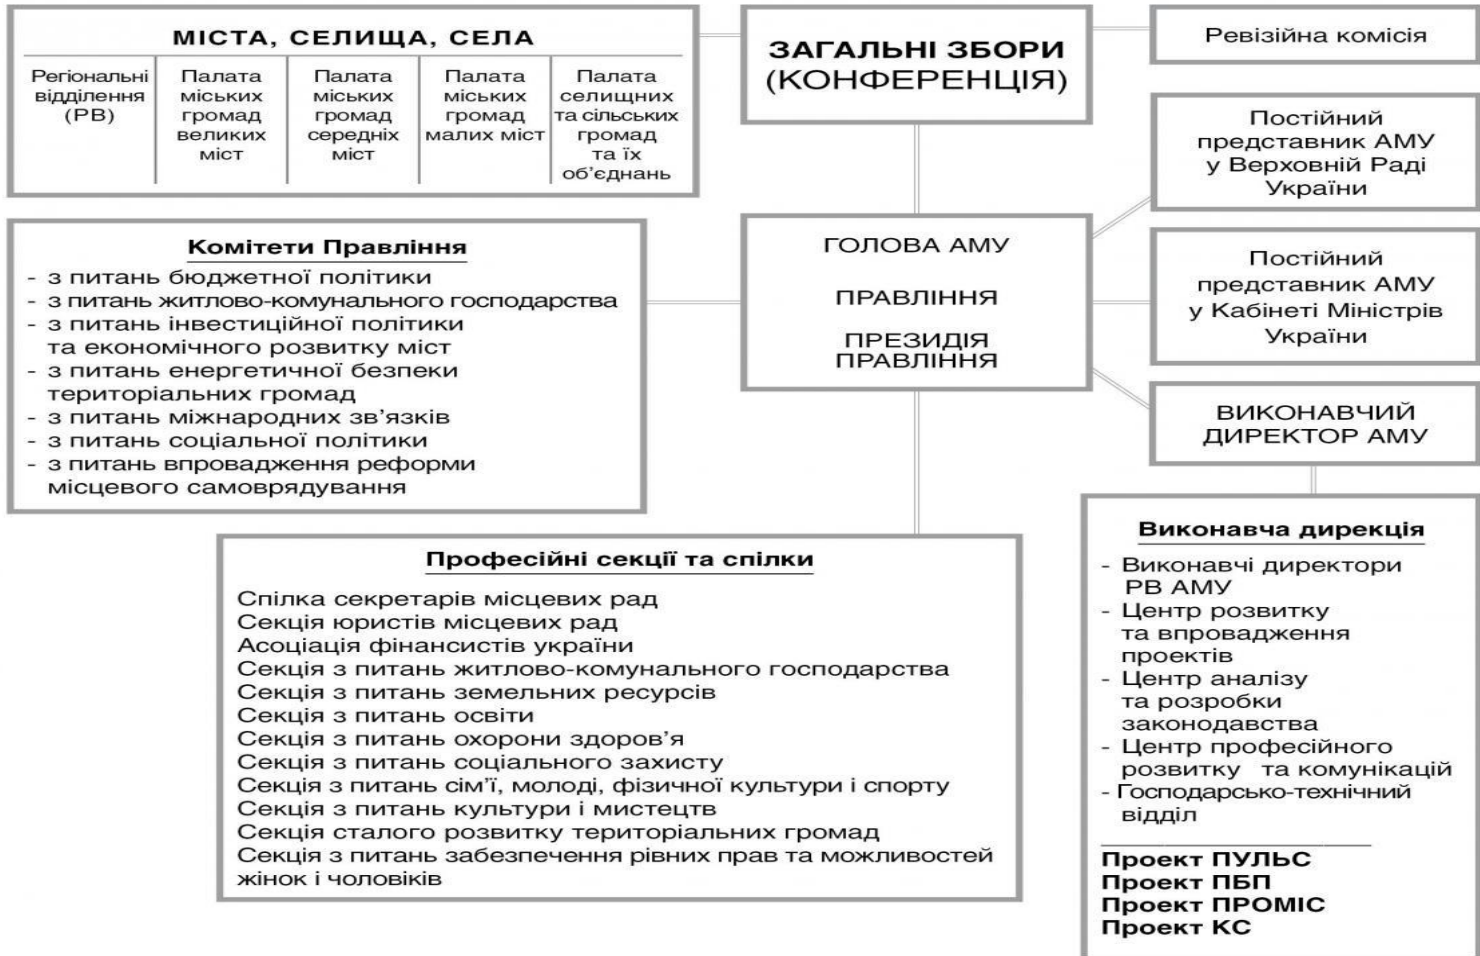 МІСТА, СЕЛИЩА, СЕЛА
Регіональні
відділення
(РВ)
Палата
міських
громад
великих
міст
Палата
міських
громад
середніх
міст
Палата
міських
громад
малих міст
Палата
селищних
та сільських
громад
та їх
об’єднань
ЗАГАЛЬНІ ЗБОРИ
(КОНФЕРЕНЦІЯ)
Ревізійна комісія
Постійний
представник АМУ
у Верховній Раді
України
Комітети Правління
- з питань бюджетної політики
- з питань житлово-комунального господарства
- з питань інвестиційної політики
та економічного розвитку міст
- з питань енергетичної безпеки
територіальних громад
- з питань міжнародних зв’язків
- з питань соціальної політики
- з питань впровадження реформи
місцевого самоврядування
ГОЛОВА АМУ
ПРАВЛІННЯ
ПРЕЗИДІЯ
ПРАВЛІННЯ
Постійний
представник АМУ
у Кабінеті Міністрів
України
ВИКОНАВЧИЙ
ДИРЕКТОР АМУ
Професійні секції та спілки
Спілка секретарів місцевих рад
Секція юристів місцевих рад
Асоціація фінансистів україни
Секція з питань житлово-комунального господарства
Секція з питань земельних ресурсів
Секція з питань освіти
Секція з питань охорони здоров’я
Секція з питань соціального захисту
Секція з питань сім’ї, молоді, фізичної культури і спорту
Секція з питань культури і мистецтв
Секція сталого розвитку територіальних громад
Секція з питань забезпечення рівних прав та можливостей
жінок і чоловіків
Виконавча дирекція
- Виконавчі директори
РВ АМУ
- Центр розвитку
та впровадження
проектів
- Центр аналізу
та розробки
законодавства
- Центр професійного
розвитку та комунікацій
- Господарсько-технічний
відділ
Проект ПУЛЬС
Проект ПБП
Проект ПРОМІС
Проект КС